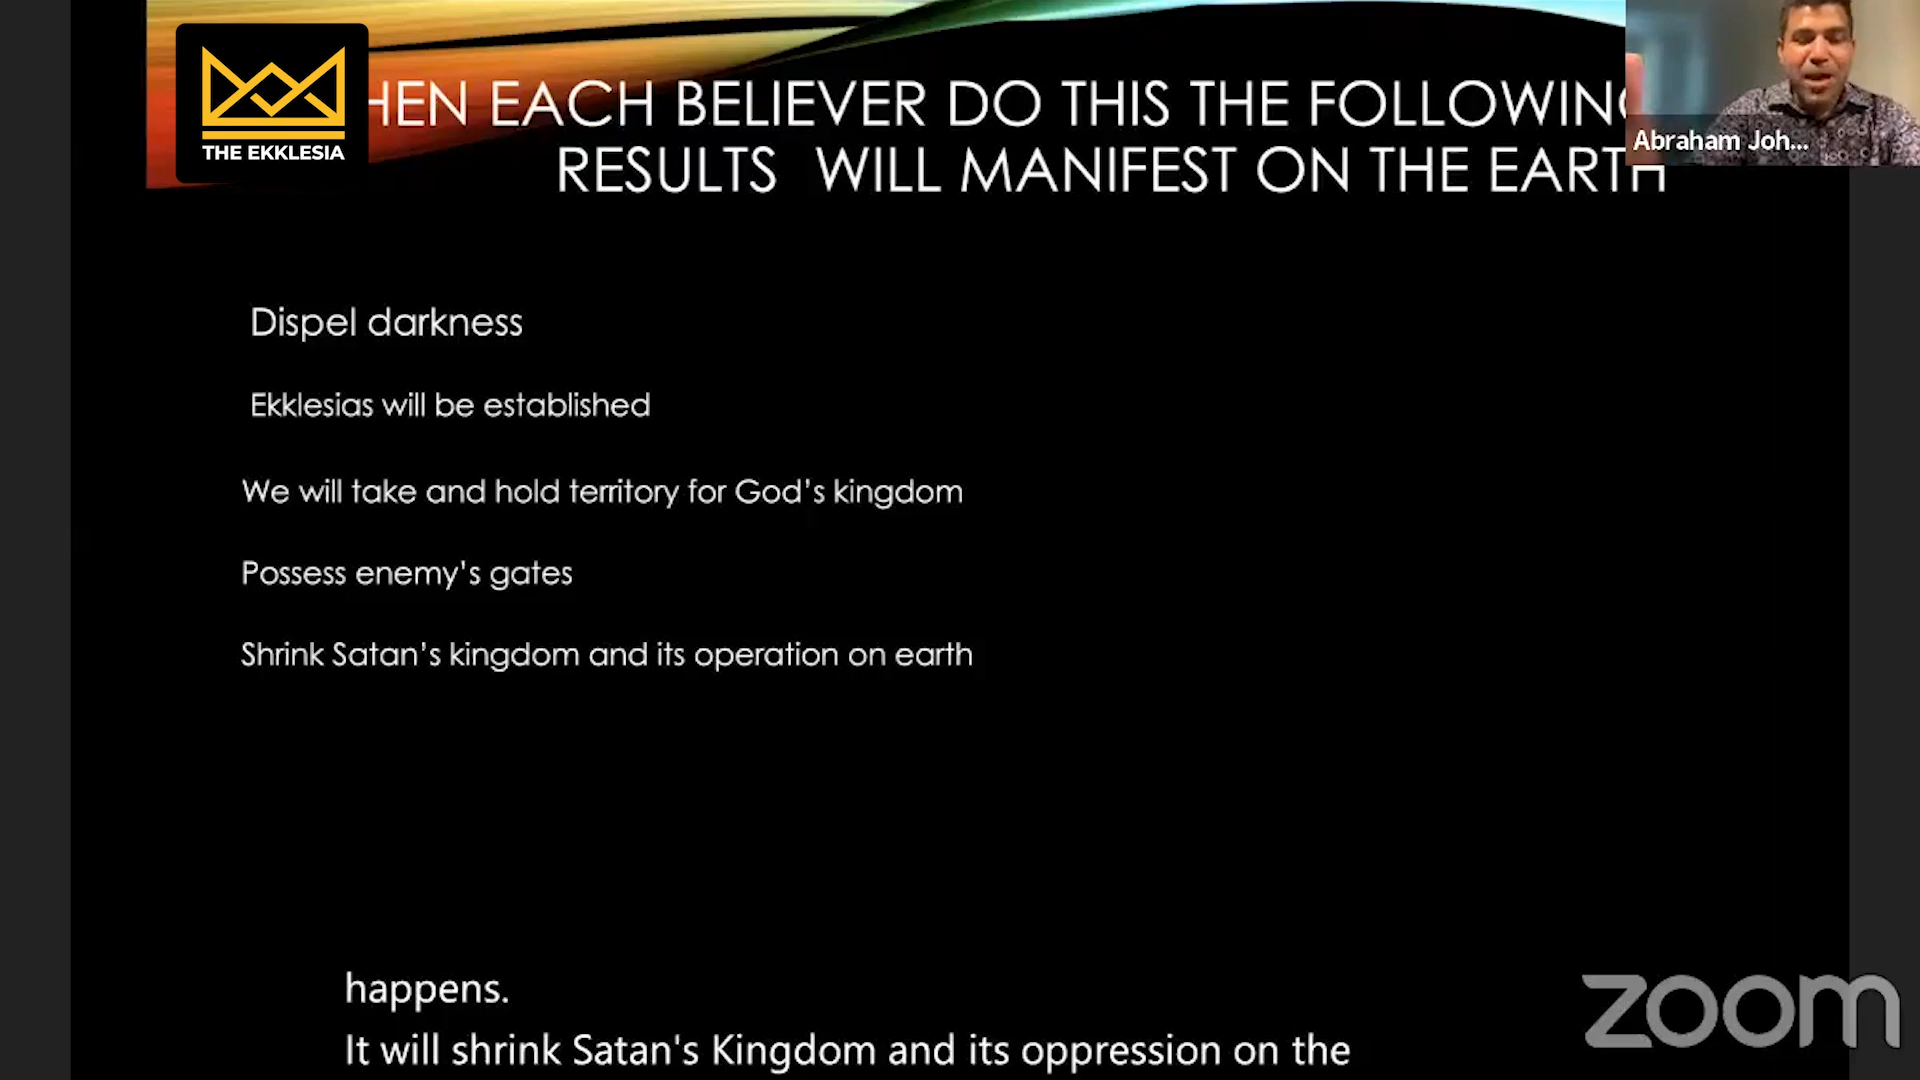 THE EKKLESIA
HEN EACH BELIEVER DO THIS THE FOLLOWING
RESULTS WILL MANIFEST ON THE EARTH
Abraham Joh...
Dispel darkness
Ekklesias will be established
We will take and hold territory for God's kingdom
Possess enemy's gates
Shrink Satan's kingdom and its operation on earth
happens.
It will shrink Satan's Kingdom and its oppression on the
zoom